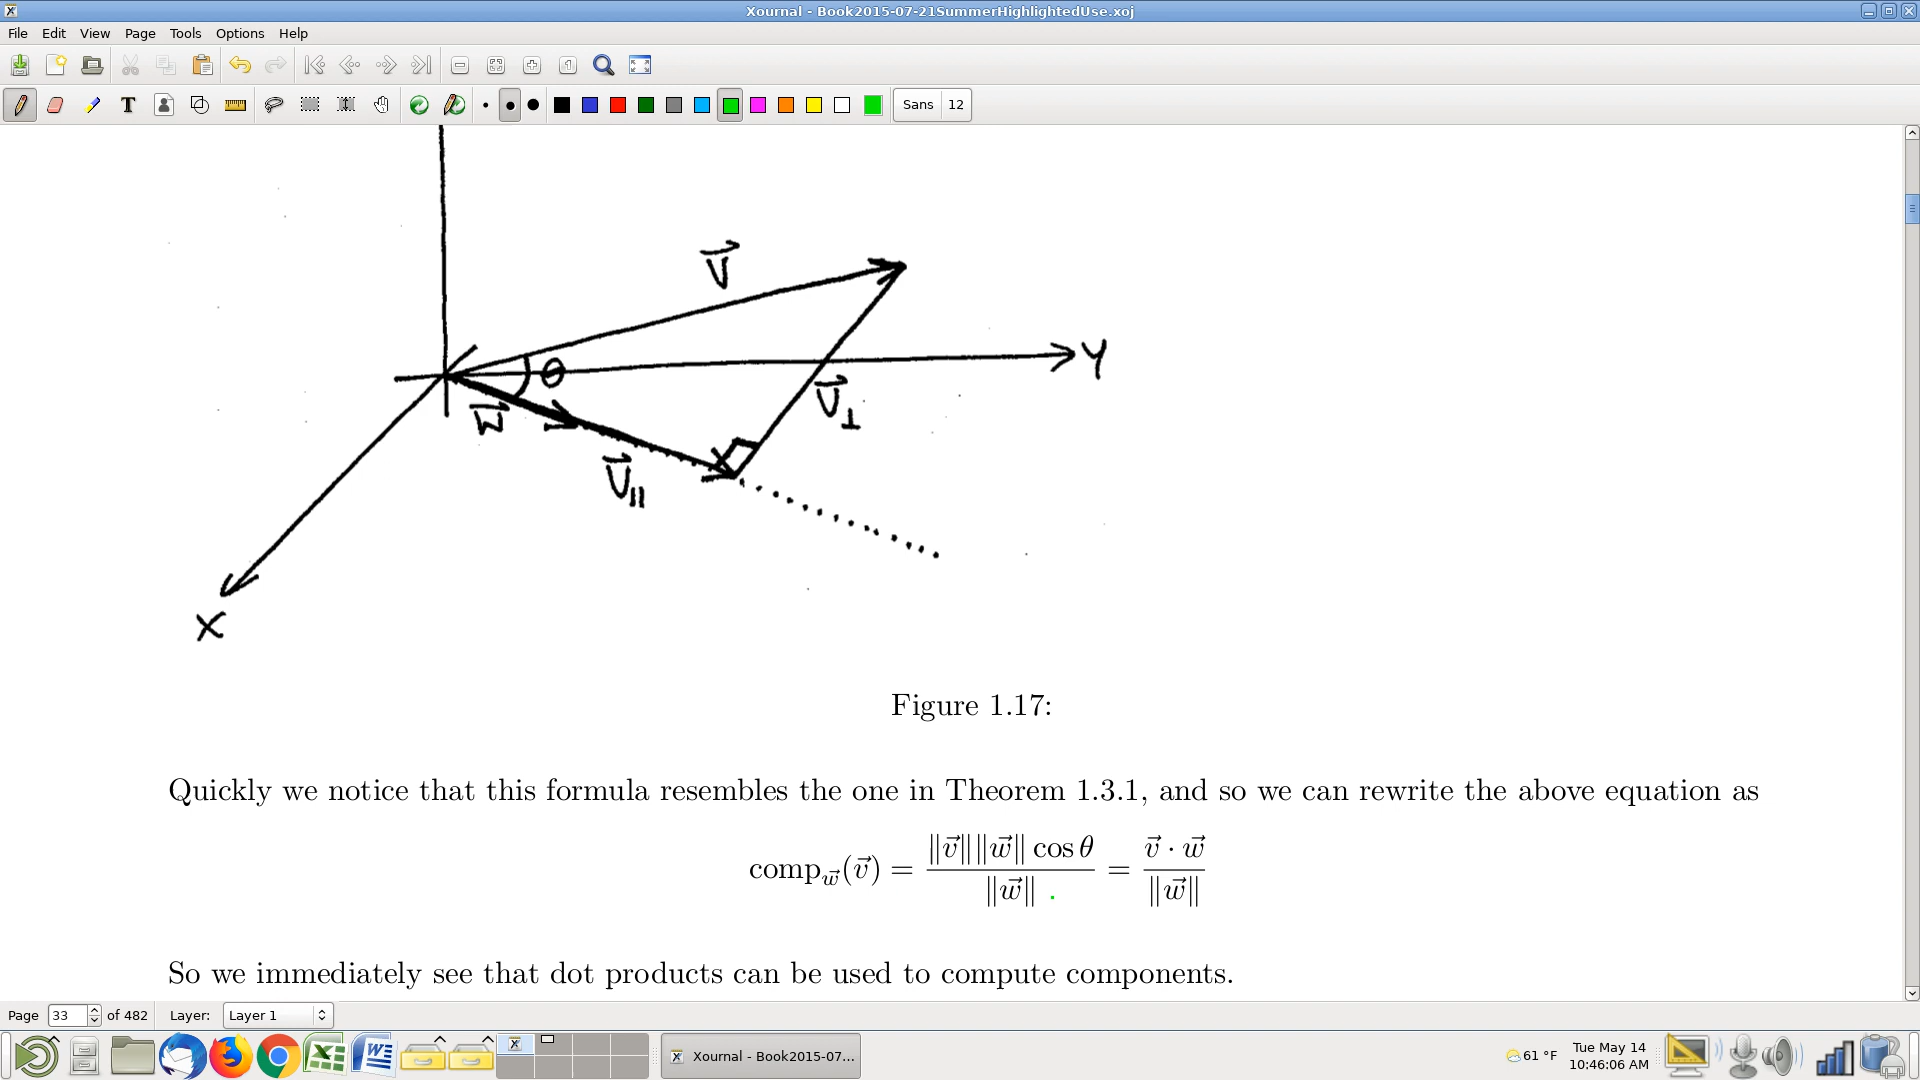 Xournal - Book2015-07-21SummerHighlightedUse.xoj
File Edit View Page Tools Options Help
Sans 12
V⃗
θ
Y
W⃗
V⃗⊥
V⃗||
X
Figure 1.17:
Quickly we notice that this formula resembles the one in Theorem 1.3.1, and so we can rewrite the above equation as
comp_w⃗(v⃗) = ‖v⃗‖‖w⃗‖ cos θ / ‖w⃗‖ = v⃗ · w⃗ / ‖w⃗‖
So we immediately see that dot products can be used to compute components.
Page 33 of 482 Layer: Layer 1
Xournal - Book2015-07...
61 °F
Tue May 14
10:46:06 AM